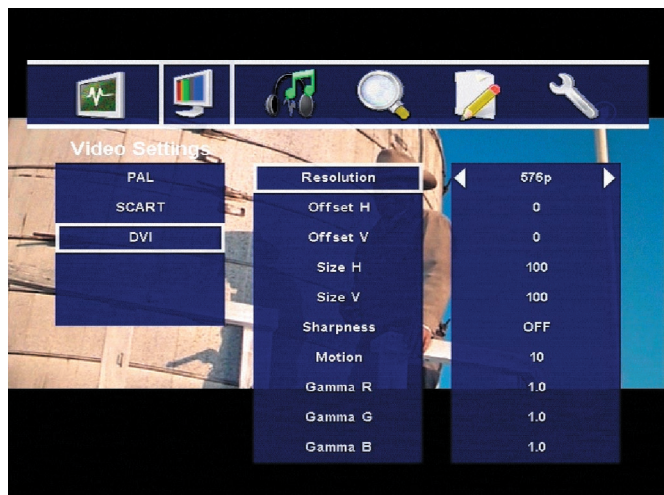 Video Settings
PAL
SCART
DVI
Resolution 576p
Offset H 0
Offset V 0
Size H 100
Size V 100
Sharpness OFF
Motion 10
Gamma R 1.0
Gamma G 1.0
Gamma B 1.0